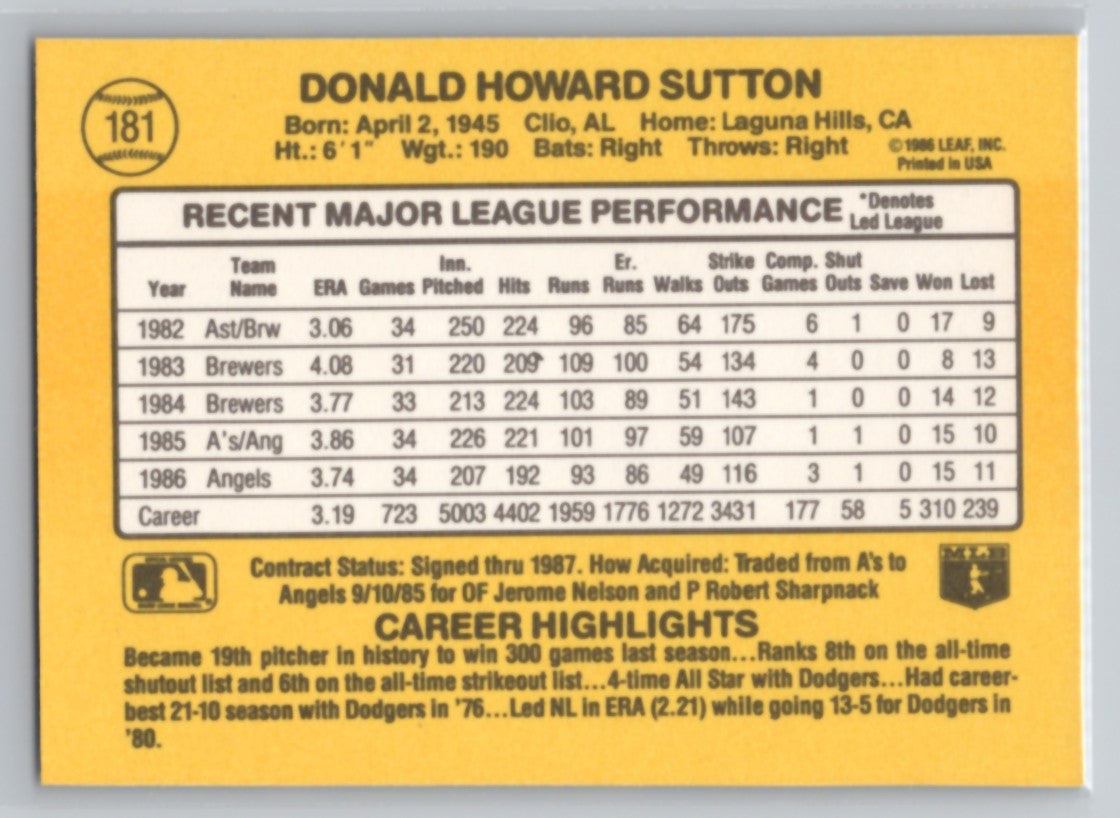 181
DONALD HOWARD SUTTON
Born: April 2, 1945 Clio, AL Home: Laguna Hills, CA
Ht.: 6'1" Wgt.: 190 Bats: Right Throws: Right
©1986 LEAF, INC.
Printed in USA
RECENT MAJOR LEAGUE PERFORMANCE
*Denotes
Led League
Year Team Name ERA Games Inn. Pitched Hits Runs Er. Runs Walks Strike Outs Comp. Games Shut Outs Save Won Lost
1982 Ast/Brw 3.06 34 250 224 96 85 64 175 6 1 0 17 9
1983 Brewers 4.08 31 220 209 109 100 54 134 4 0 0 8 13
1984 Brewers 3.77 33 213 224 103 89 51 143 1 0 0 14 12
1985 A's/Ang 3.86 34 226 221 101 97 59 107 1 1 0 15 10
1986 Angels 3.74 34 207 192 93 86 49 116 3 1 0 15 11
Career 3.19 723 5003 4402 1959 1776 1272 3431 177 58 5 310 239
Contract Status: Signed thru 1987. How Acquired: Traded from A's to
Angels 9/10/85 for OF Jerome Nelson and P Robert Sharpnack
MLB
CAREER HIGHLIGHTS
Became 19th pitcher in history to win 300 games last season...Ranks 8th on the all-time
shutout list and 6th on the all-time strikeout list...4-time All Star with Dodgers...Had career-
best 21-10 season with Dodgers in '76...Led NL in ERA (2.21) while going 13-5 for Dodgers in
'80.